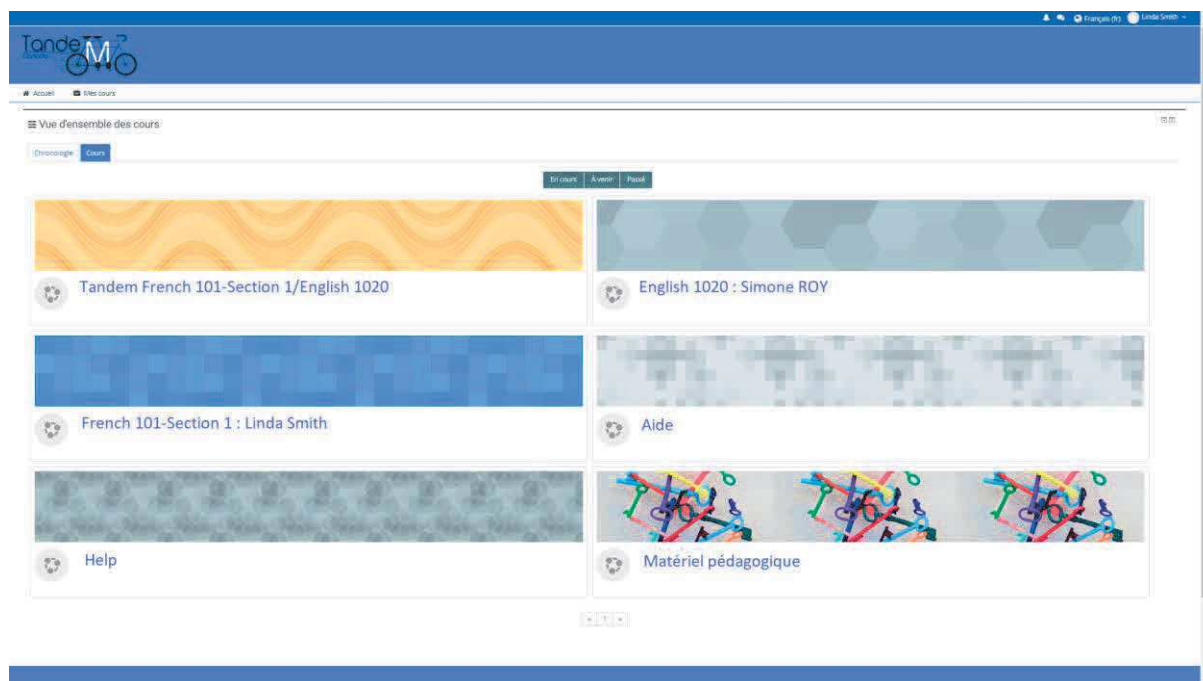 Français (fr) Linda Smith
TandeM
Accueil Mes cours
Vue d'ensemble des cours
Chronologie Cours
En cours À venir Passé
Tandem French 101-Section 1/English 1020
English 1020 : Simone ROY
French 101-Section 1 : Linda Smith
Aide
Help
Matériel pédagogique
« 1 »